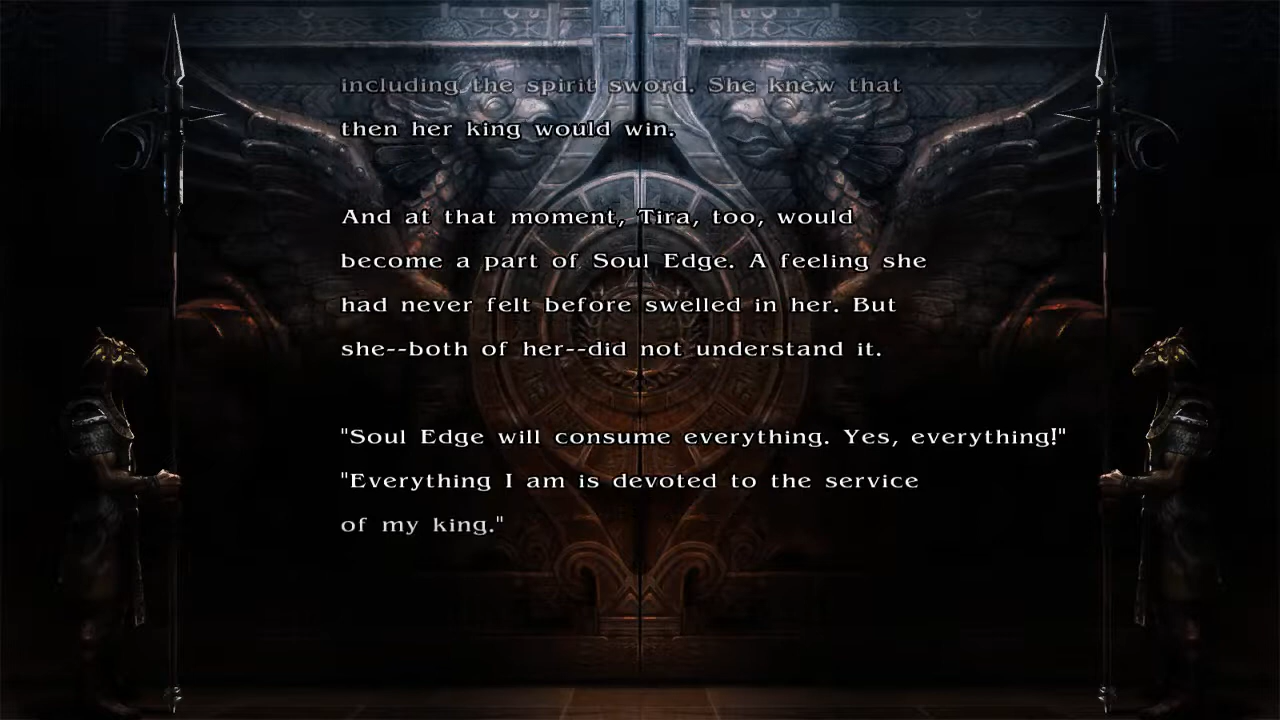 including the spirit sword. She knew that
then her king would win.
And at that moment, Tira, too, would
become a part of Soul Edge. A feeling she
had never felt before swelled in her. But
she--both of her--did not understand it.
"Soul Edge will consume everything. Yes, everything!"
"Everything I am is devoted to the service
of my king."